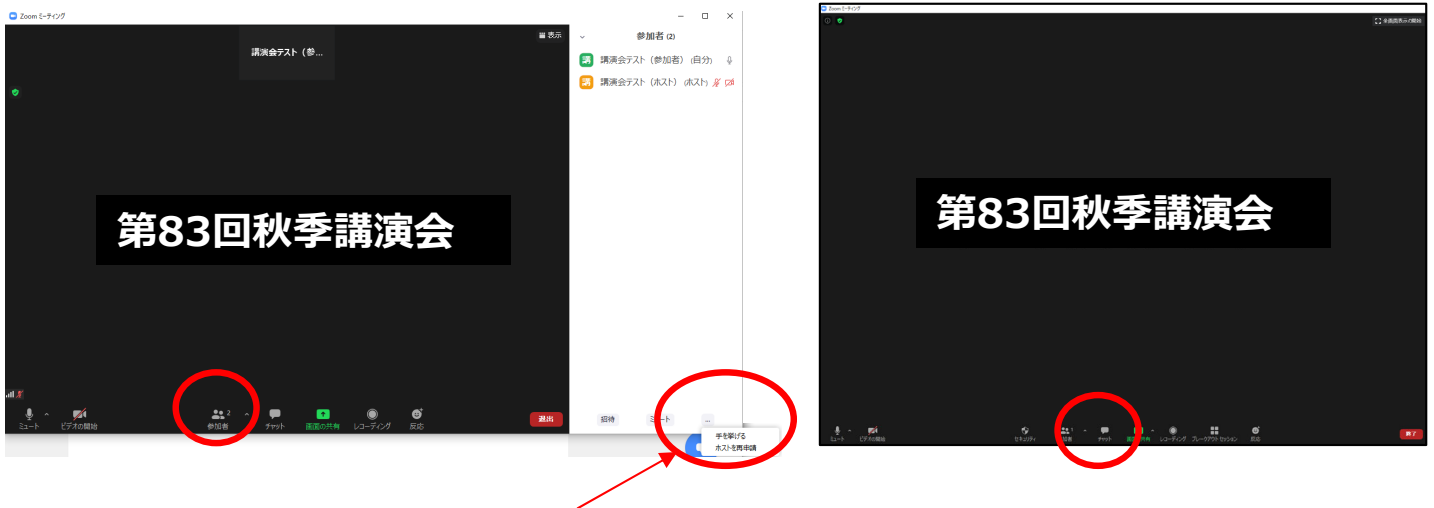 Zoom ミーティング
表示
講演会テスト（参...
第83回秋季講演会
ミュート
ビデオの開始
2
参加者
チャット
画面の共有
レコーディング
反応
退出
参加者 (2)
講 講演会テスト（参加者） (自分)
講 講演会テスト（ホスト） (ホスト)
招待
ミュート
...
手を挙げる
ホストを再申請
Zoom ミーティング
全画面表示の開始
第83回秋季講演会
ミュート
ビデオの開始
セキュリティ
1
参加者
チャット
画面の共有
レコーディング
ブレークアウト セッション
反応
終了